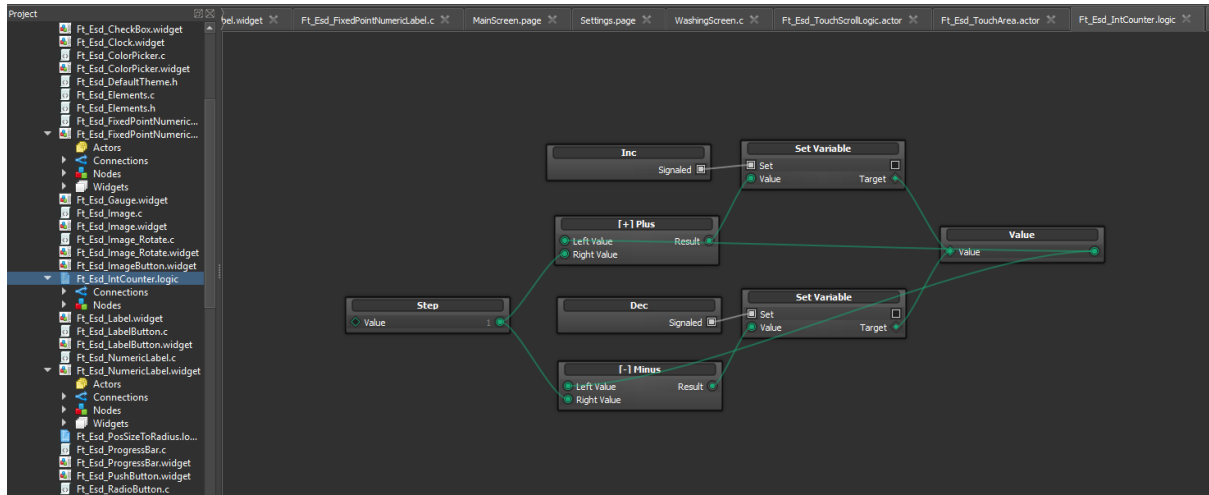 Project
bel.widget
Ft_Esd_FixedPointNumericLabel.c
MainScreen.page
Settings.page
WashingScreen.c
Ft_Esd_TouchScrollLogic.actor
Ft_Esd_TouchArea.actor
Ft_Esd_IntCounter.logic
Ft_Esd_CheckBox.widget
Ft_Esd_Clock.widget
Ft_Esd_ColorPicker.c
Ft_Esd_ColorPicker.widget
Ft_Esd_DefaultTheme.h
Ft_Esd_Elements.c
Ft_Esd_Elements.h
Ft_Esd_FixedPointNumeric...
Ft_Esd_FixedPointNumeric...
Actors
Connections
Nodes
Widgets
Ft_Esd_Gauge.widget
Ft_Esd_Image.c
Ft_Esd_Image.widget
Ft_Esd_Image_Rotate.c
Ft_Esd_Image_Rotate.widget
Ft_Esd_ImageButton.widget
Ft_Esd_IntCounter.logic
Connections
Nodes
Ft_Esd_Label.widget
Ft_Esd_LabelButton.c
Ft_Esd_LabelButton.widget
Ft_Esd_NumericLabel.c
Ft_Esd_NumericLabel.widget
Actors
Connections
Nodes
Widgets
Ft_Esd_PosSizeToRadius.lo...
Ft_Esd_ProgressBar.c
Ft_Esd_ProgressBar.widget
Ft_Esd_PushButton.widget
Ft_Esd_RadioButton.c
Inc
Signaled
Set Variable
Set
Value Target
[+] Plus
Left Value Result
Right Value
Value
Value
Step
Value 1
Dec
Signaled
Set Variable
Set
Value Target
[-] Minus
Left Value Result
Right Value